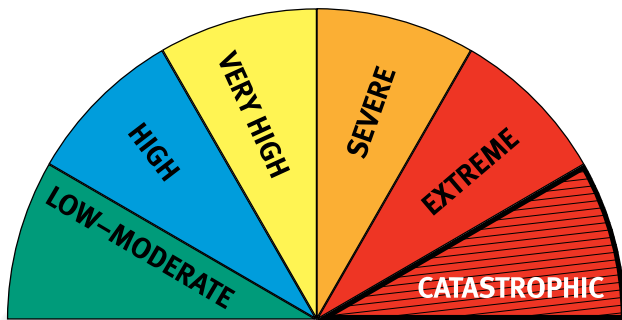 LOW–MODERATE
HIGH
VERY HIGH
SEVERE
EXTREME
CATASTROPHIC